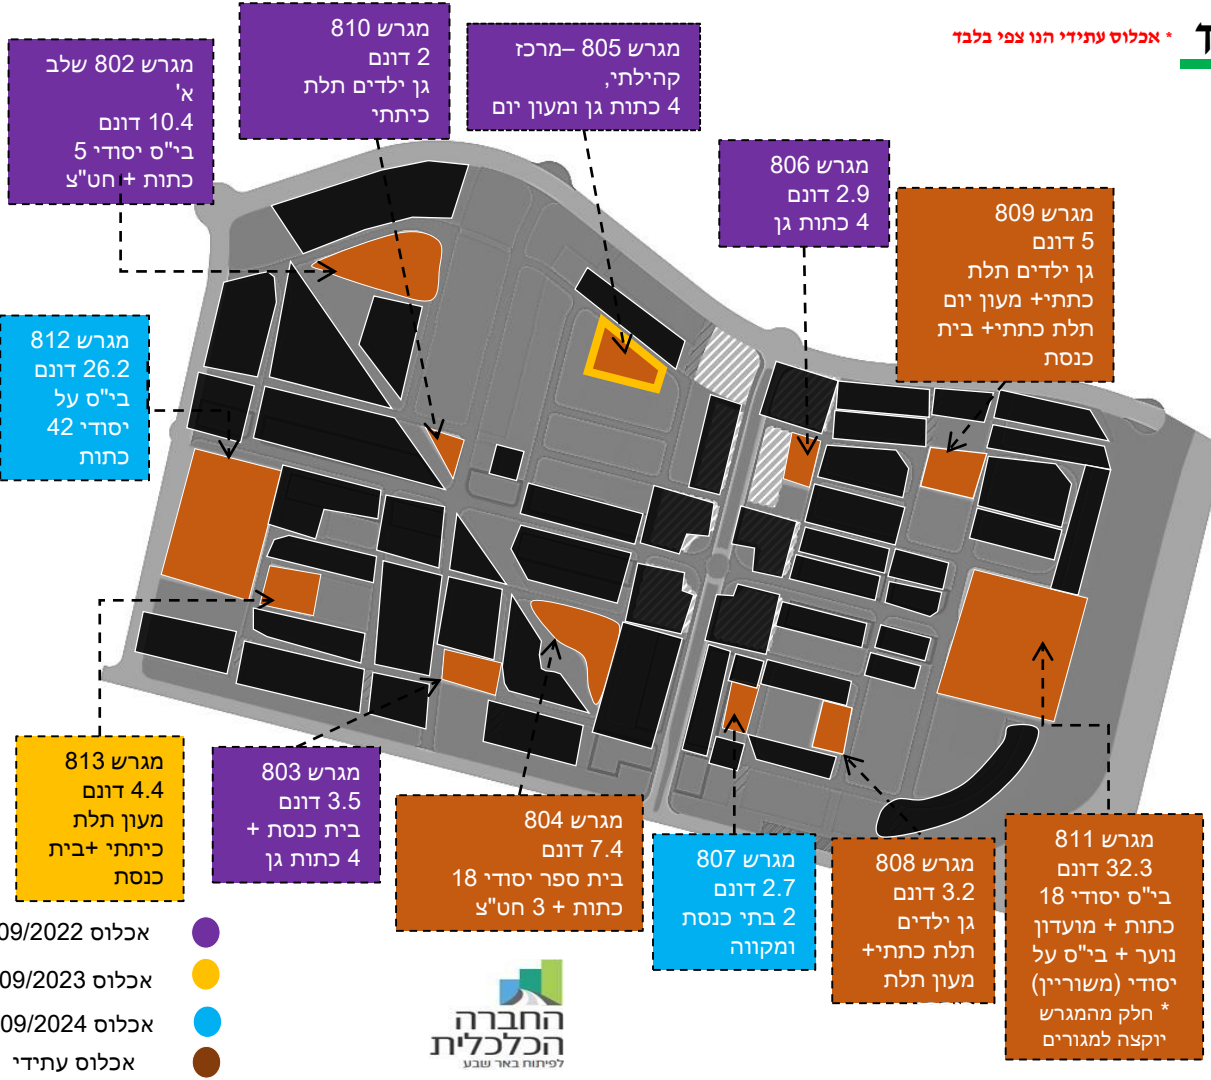 * אכלוס עתידי הנו צפי בלבד
מגרש 802 שלב
א'
10.4 דונם
בי"ס יסודי 5
כתות + חט"צ
מגרש 810
2 דונם
גן ילדים תלת
כיתתי
מגרש 805 –מרכז
קהילתי,
4 כתות גן ומעון יום
מגרש 806
2.9 דונם
4 כתות גן
מגרש 809
5 דונם
גן ילדים תלת
כתתי+ מעון יום
תלת כתתי+ בית
כנסת
מגרש 812
26.2 דונם
בי"ס על
יסודי 42
כתות
מגרש 813
4.4 דונם
מעון תלת
כיתתי +בית
כנסת
מגרש 803
3.5 דונם
בית כנסת +
4 כתות גן
מגרש 804
7.4 דונם
בית ספר יסודי 18
כתות + 3 חט"צ
מגרש 807
2.7 דונם
2 בתי כנסת
ומקווה
מגרש 808
3.2 דונם
גן ילדים
תלת כתתי+
מעון תלת
מגרש 811
32.3 דונם
בי"ס יסודי 18
כתות + מועדון
נוער + בי"ס על
יסודי (משוריין)
* חלק מהמגרש
יוקצה למגורים
אכלוס 09/2022
אכלוס 09/2023
אכלוס 09/2024
אכלוס עתידי
החברה
הכלכלית
לפיתוח באר שבע